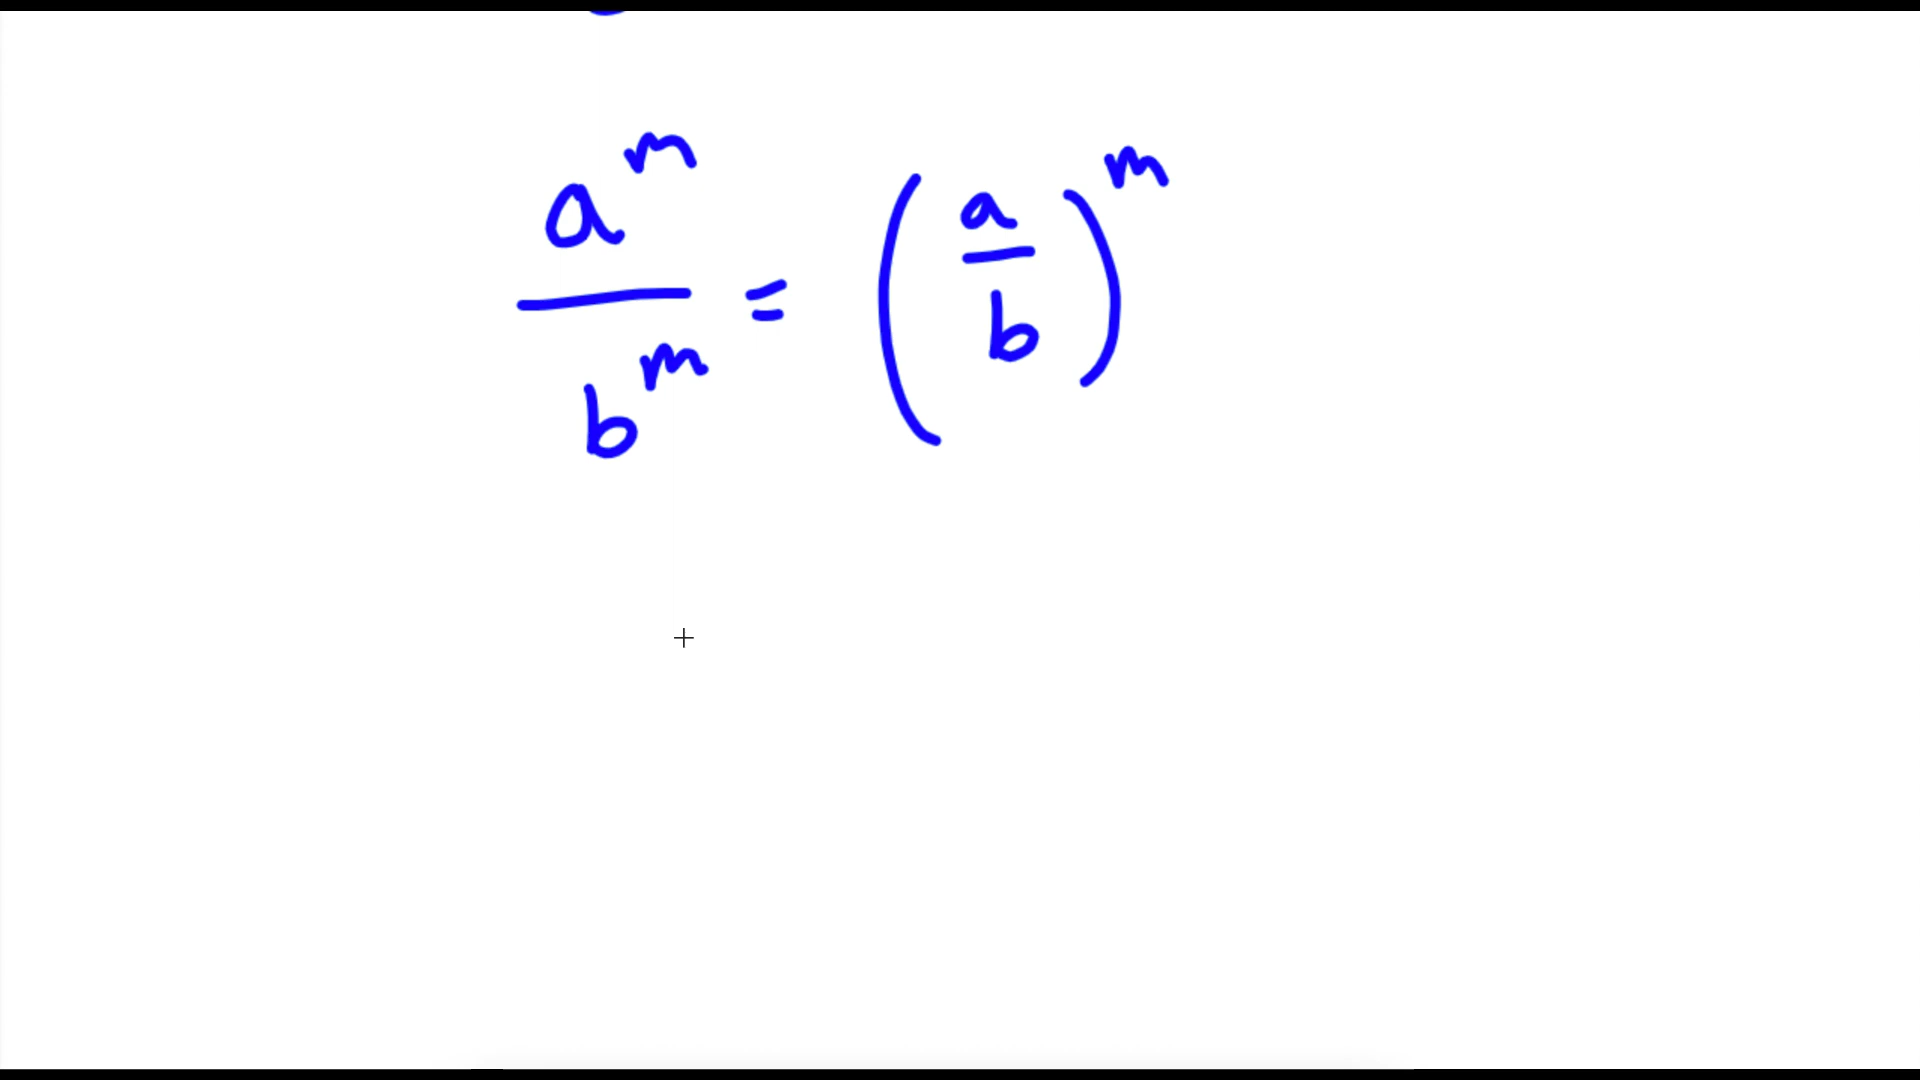 a^m / b^m = (a / b)^m